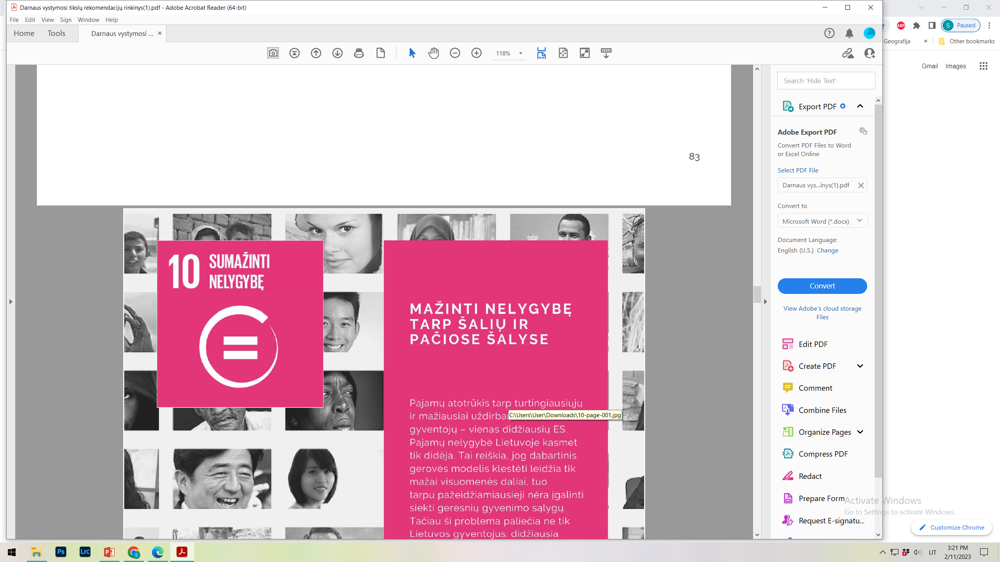 Darnaus vystymosi tikslų rekomendacijų rinkinys(1).pdf - Adobe Acrobat Reader (64-bit)
File Edit View Sign Window Help
Home Tools Darnaus vystymosi ...
ABP S Paused
Geografija » Other bookmarks
118%
Gmail Images
83
10 SUMAŽINTI
NELYGYBĘ
MAŽINTI NELYGYBĘ
TARP ŠALIŲ IR
PAČIOSE ŠALYSE
Pajamų atotrūkis tarp turtingiausiųjų
ir mažiausiai
C:\Users\User\Downloads\10-page-001.jpg
gyventojų – vienas didžiausių ES.
Pajamų nelygybė Lietuvoje kasmet
tik didėja. Tai reiškia, jog dabartinis
gerovės modelis klestėti leidžia tik
mažai visuomenės daliai, tuo
tarpu pažeidžiamiausieji nėra įgalinti
siekti geresnių gyvenimo sąlygų.
Tačiau ši problema paliečia ne tik
Lietuvos gyventojus: didžiausia
Search 'Hide Text'
Export PDF
Adobe Export PDF
Convert PDF Files to Word
or Excel Online
Select PDF File
Darnaus vys...inys(1).pdf
Convert to
Microsoft Word (*.docx)
Document Language:
English (U.S.) Change
Convert
View Adobe's cloud storage
Files
Edit PDF
Create PDF
Comment
Combine Files
Organize Pages
Compress PDF
Redact
Prepare Form
Request E-signatu...
Activate Windows
Go to Settings to activate Windows.
Customize Chrome
Ps LrC S
LIT
3:21 PM
2/11/2023